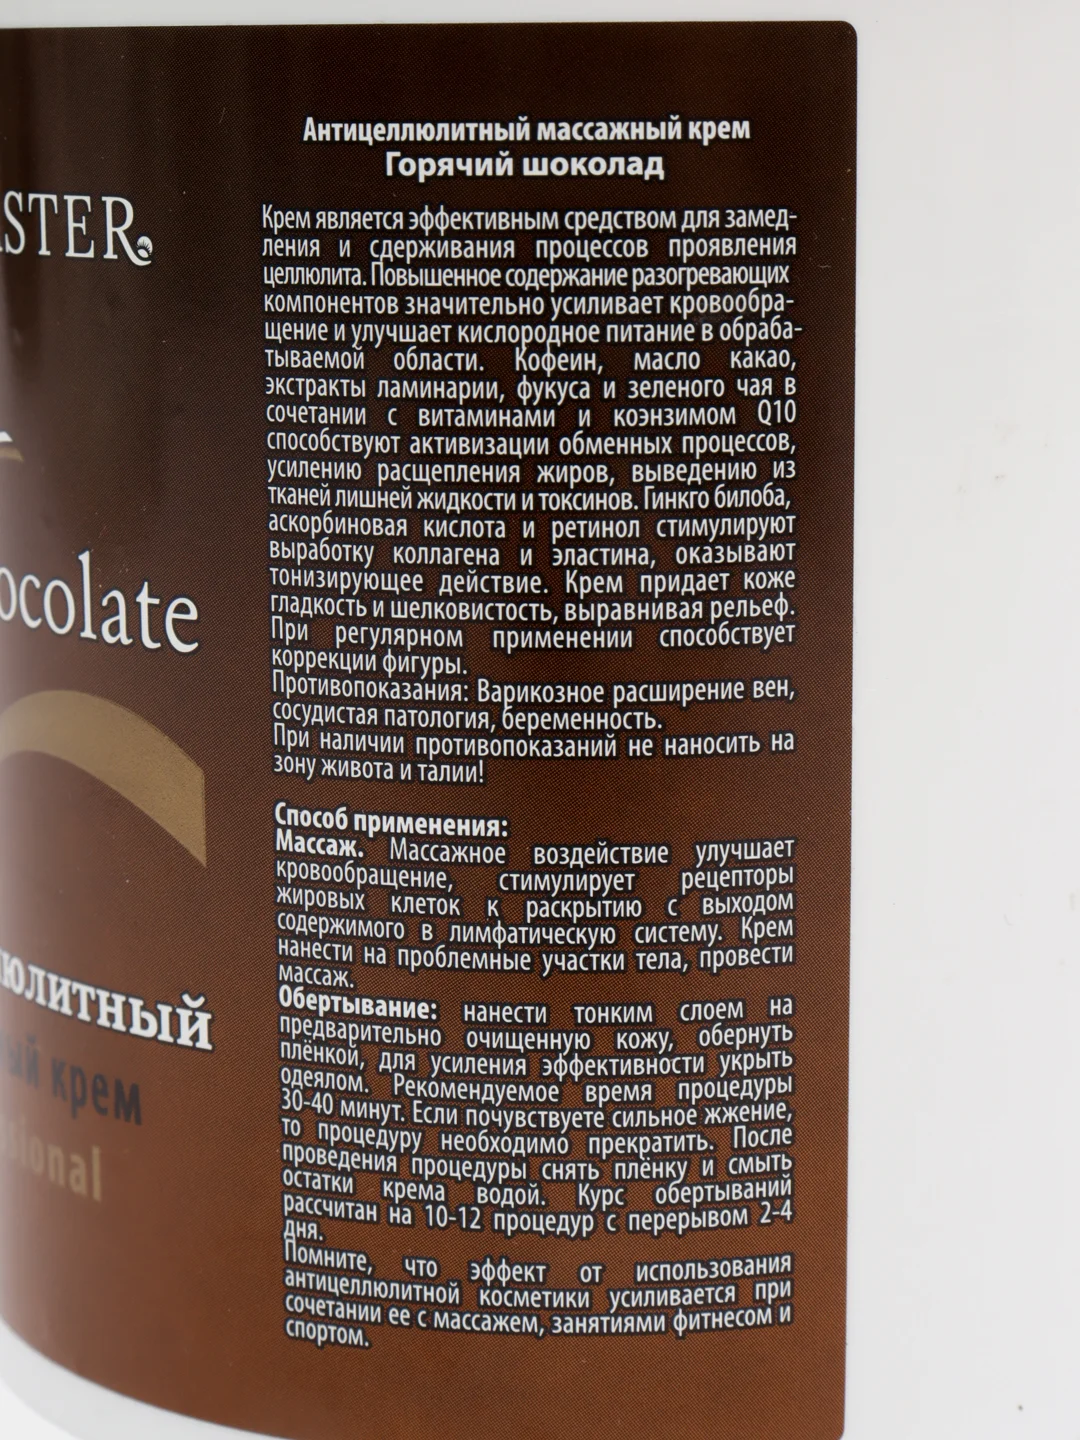 Антицеллюлитный массажный крем
Горячий шоколад
Крем является эффективным средством для замед-
ления и сдерживания процессов проявления
целлюлита. Повышенное содержание разогревающих
компонентов значительно усиливает кровообра-
щение и улучшает кислородное питание в обраба-
тываемой области. Кофеин, масло какао,
экстракты ламинарии, фукуса и зеленого чая в
сочетании с витаминами и коэнзимом Q10
способствуют активизации обменных процессов,
усилению расщепления жиров, выведению из
тканей лишней жидкости и токсинов. Гинкго билоба,
аскорбиновая кислота и ретинол стимулируют
выработку коллагена и эластина, оказывают
тонизирующее действие. Крем придает коже
гладкость и шелковистость, выравнивая рельеф.
При регулярном применении способствует
коррекции фигуры.
Противопоказания: Варикозное расширение вен,
сосудистая патология, беременность.
При наличии противопоказаний не наносить на
зону живота и талии!
Способ применения:
Массаж. Массажное воздействие улучшает
кровообращение, стимулирует рецепторы
жировых клеток к раскрытию с выходом
содержимого в лимфатическую систему. Крем
нанести на проблемные участки тела, провести
массаж.
Обертывание: нанести тонким слоем на
предварительно очищенную кожу, обернуть
плёнкой, для усиления эффективности укрыть
одеялом. Рекомендуемое время процедуры
30-40 минут. Если почувствуете сильное жжение,
то процедуру необходимо прекратить. После
проведения процедуры снять плёнку и смыть
остатки крема водой. Курс обертываний
рассчитан на 10-12 процедур с перерывом 2-4
дня.
Помните, что эффект от использования
антицеллюлитной косметики усиливается при
сочетании ее с массажем, занятиями фитнесом и
спортом.
STER
ocolate
юлитный
ый крем
sional